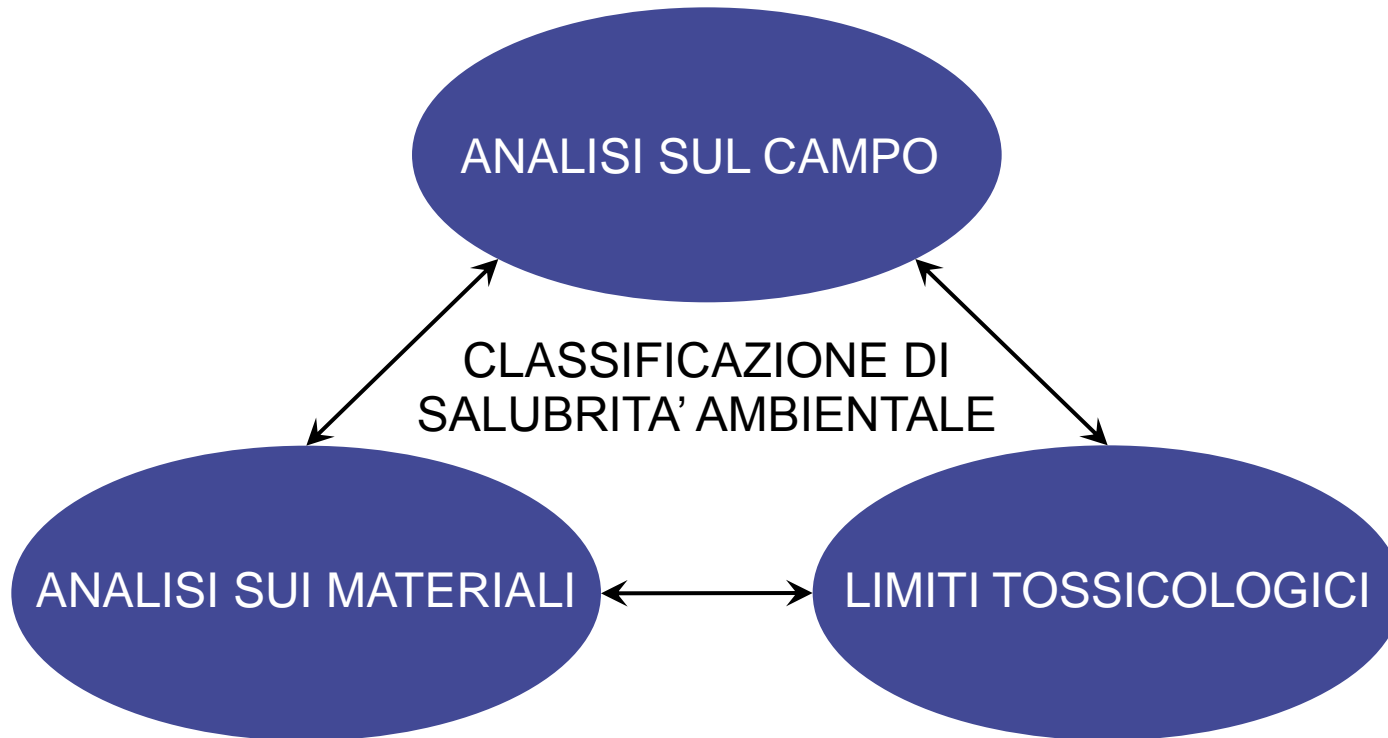 ANALISI SUL CAMPO
CLASSIFICAZIONE DI
SALUBRITA’ AMBIENTALE
ANALISI SUI MATERIALI
LIMITI TOSSICOLOGICI